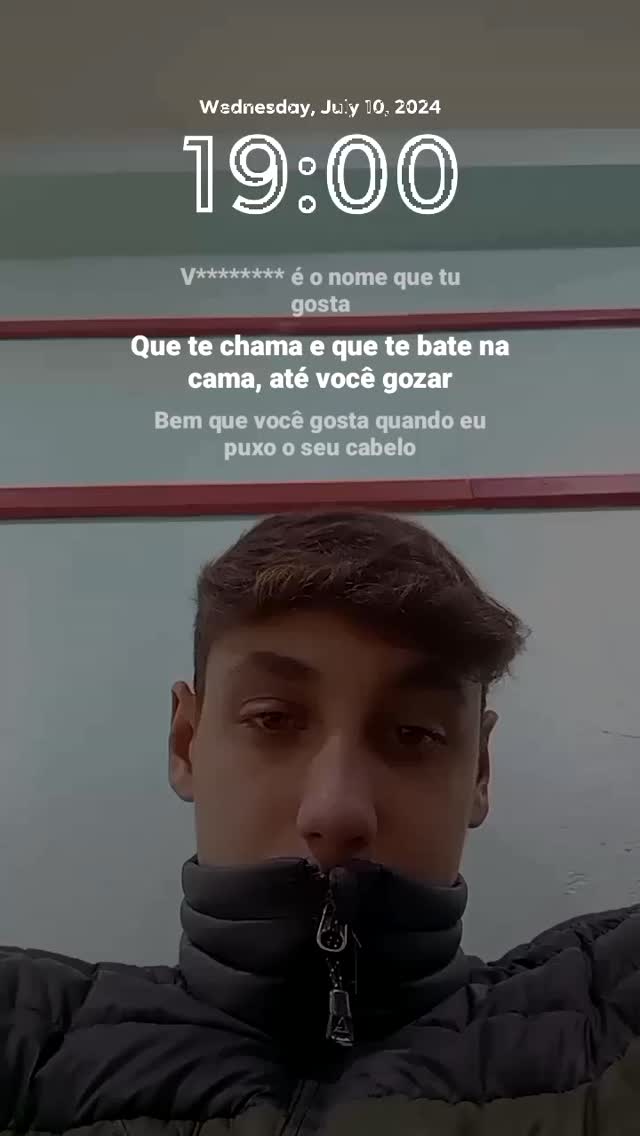 Wednesday, July 10, 2024
19:00
V******** é o nome que tu
gosta
Que te chama e que te bate na
cama, até você gozar
Bem que você gosta quando eu
puxo o seu cabelo